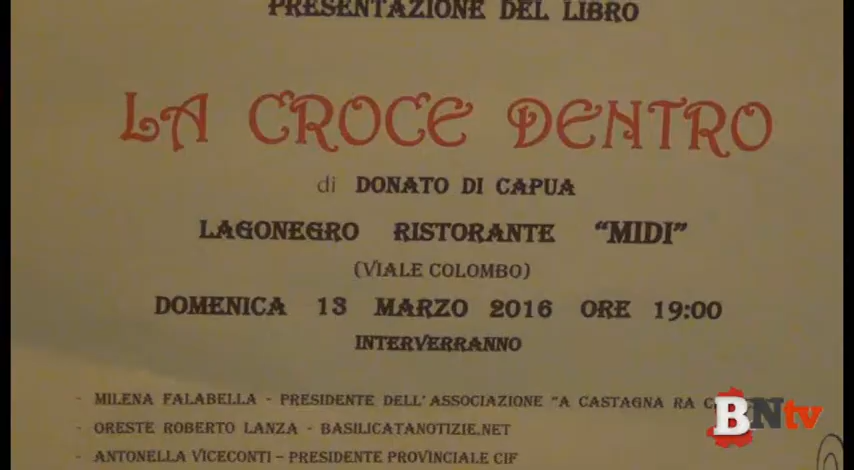 PRESENTAZIONE DEL LIBRO
LA CROCE DENTRO
di DONATO DI CAPUA
LAGONEGRO RISTORANTE "MIDI"
(VIALE COLOMBO)
DOMENICA 13 MARZO 2016 ORE 19:00
INTERVERRANNO
- MILENA FALABELLA - PRESIDENTE DELL'ASSOCIAZIONE "A CASTAGNA RA
- ORESTE ROBERTO LANZA - BASILICATANOTIZIE.NET
- ANTONELLA VICECONTI - PRESIDENTE PROVINCIALE CIF
BNtv